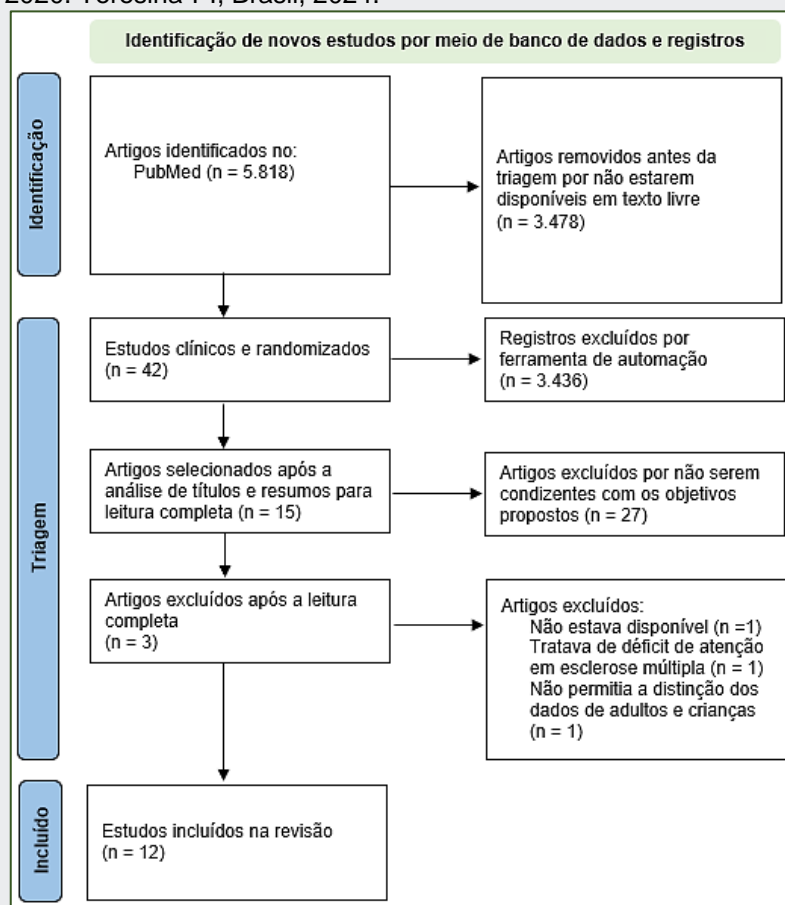 2020. Teresina-PI, Brasil, 2024.
Identificação de novos estudos por meio de banco de dados e registros
Identificação
Artigos identificados no:
PubMed (n = 5.818)
Artigos removidos antes da
triagem por não estarem
disponíveis em texto livre
(n = 3.478)
Triagem
Estudos clínicos e randomizados
(n = 42)
Registros excluídos por
ferramenta de automação
(n = 3.436)
Artigos selecionados após a
análise de títulos e resumos para
leitura completa (n = 15)
Artigos excluídos por não serem
condizentes com os objetivos
propostos (n = 27)
Artigos excluídos após a leitura
completa
(n = 3)
Artigos excluídos:
Não estava disponível (n =1)
Tratava de déficit de atenção
em esclerose múltipla (n = 1)
Não permitia a distinção dos
dados de adultos e crianças
(n = 1)
Incluído
Estudos incluídos na revisão
(n = 12)